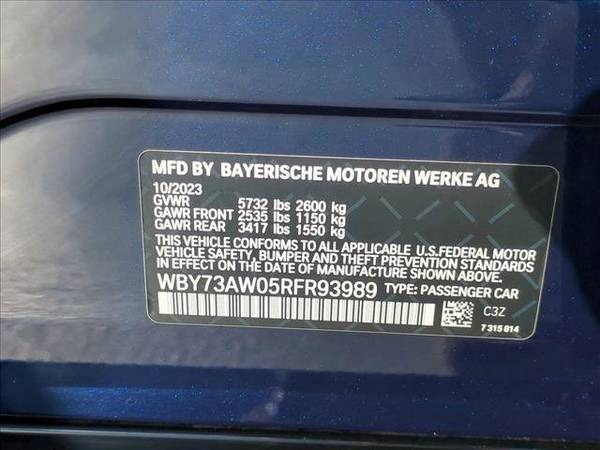 MFD BY BAYERISCHE MOTOREN WERKE AG
10/2023
GVWR 5732 lbs 2600 kg
GAWR FRONT 2535 lbs 1150 kg
GAWR REAR 3417 lbs 1550 kg
THIS VEHICLE CONFORMS TO ALL APPLICABLE U.S.FEDERAL MOTOR
VEHICLE SAFETY, BUMPER AND THEFT PREVENTION STANDARDS
IN EFFECT ON THE DATE OF MANUFACTURE SHOWN ABOVE.
WBY73AW05RFR93989 TYPE: PASSENGER CAR
C3Z
7 315 814